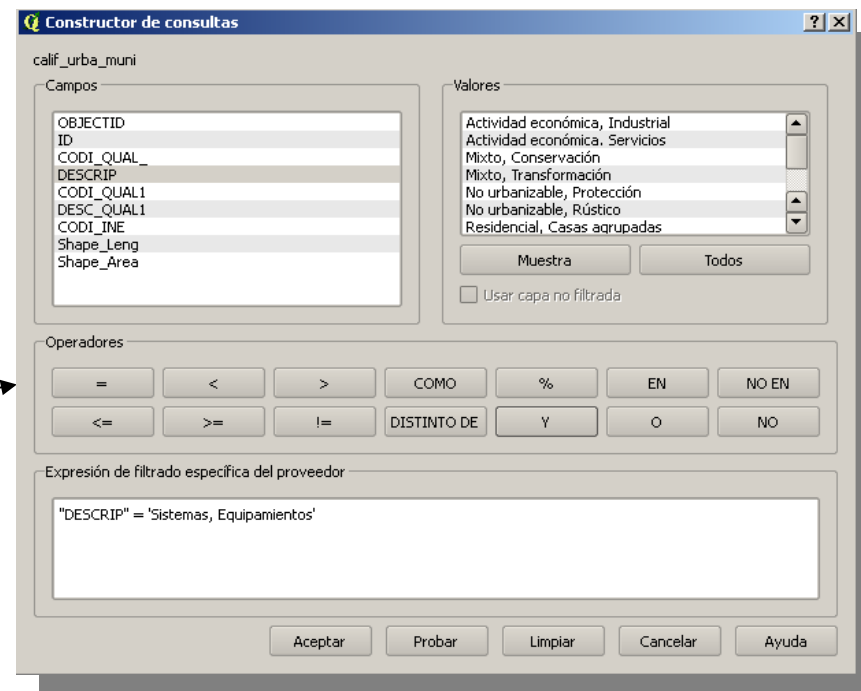 Constructor de consultas
calif_urba_muni
Campos
OBJECTID
ID
CODI_QUAL_
DESCRIP
CODI_QUAL1
DESC_QUAL1
CODI_INE
Shape_Leng
Shape_Area
Valores
Actividad económica, Industrial
Actividad económica. Servicios
Mixto, Conservación
Mixto, Transformación
No urbanizable, Protección
No urbanizable, Rústico
Residencial, Casas agrupadas
Muestra Todos
Usar capa no filtrada
Operadores
= < > COMO % EN NO EN
<= >= != DISTINTO DE Y O NO
Expresión de filtrado específica del proveedor
"DESCRIP" = 'Sistemas, Equipamientos'
Aceptar Probar Limpiar Cancelar Ayuda